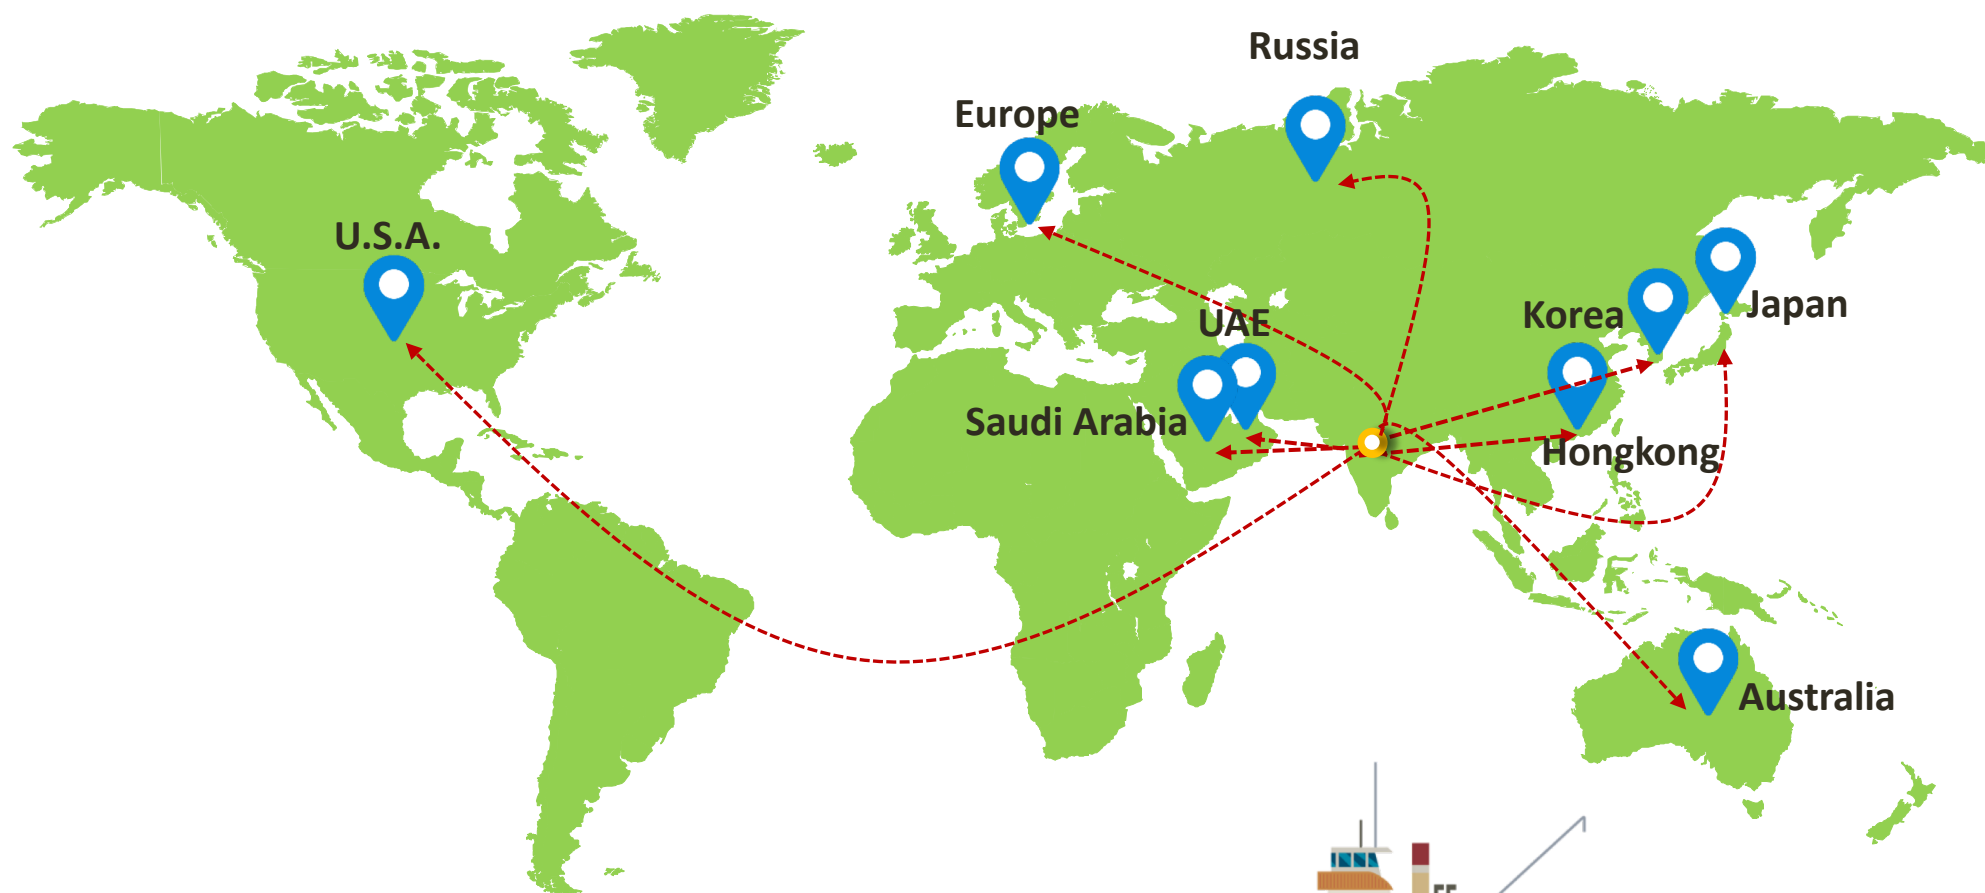 Russia
Europe
U.S.A.
Japan
Korea
UAE
Saudi Arabia
Hongkong
Australia